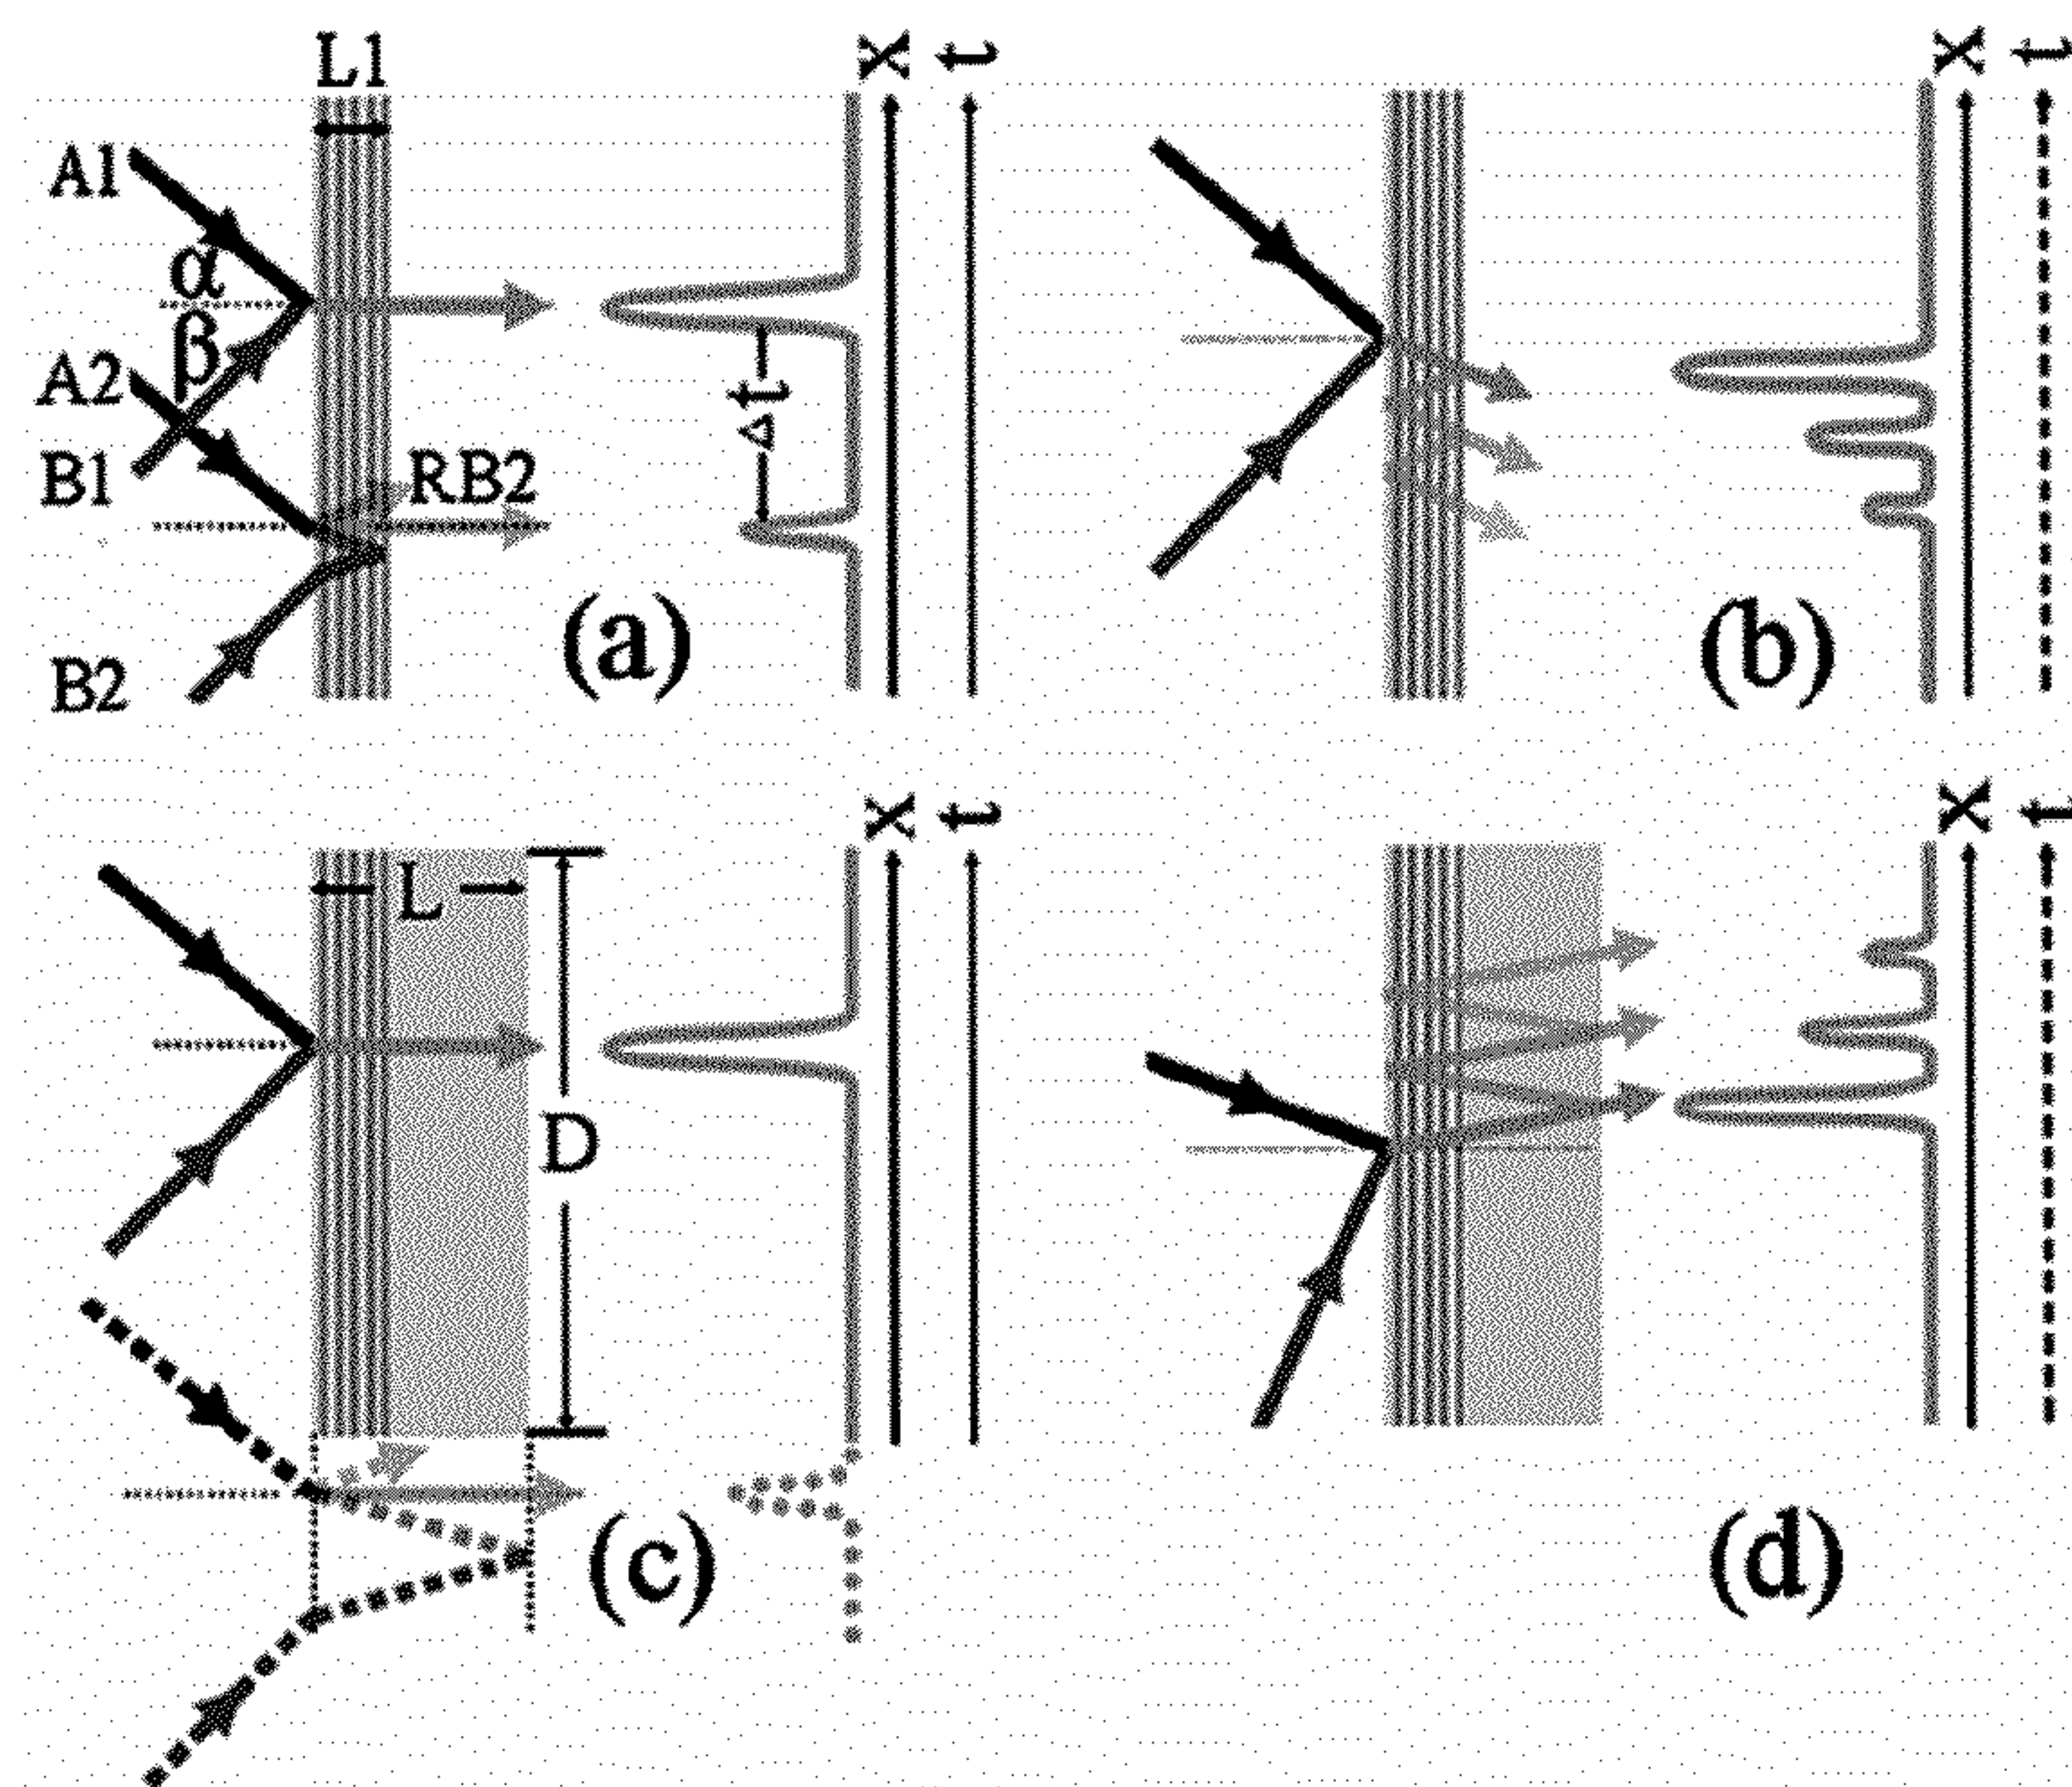 L1
X
t
A1
α
β
A2
B1
RB2
Δt
B2
(a)
X
t
(b)
X
t
L
D
(c)
X
t
(d)